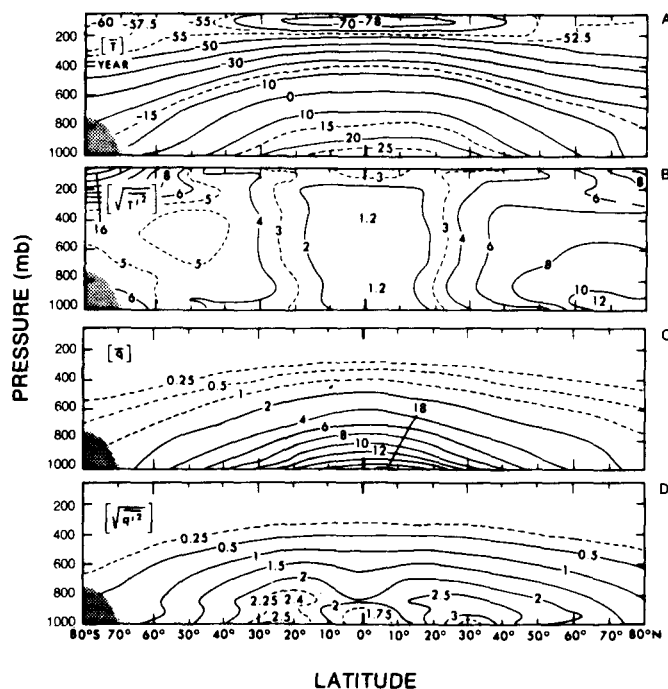 -60 -57.5 -55 -70 -78 A
200 [T̄] -55 -52.5
YEAR -50
400 -30
-10
600 0
-15 10
800 15
20
1000 25
8 3 8 B
200 [√T'²] 6 5 6
400 16 4 3 1.2 3 4 6
600 2
5 5 8
800 1.2 10
1000 6 12
C
200 [q̄]
0.25
400 0.5
1
600 2 18
4
6
800 8
10
1000 12
D
200 [√q'²]
400 0.25
0.5 0.5
600 1 1
1.5
2
800 2.25 2.4 2 2.5 2
1000 2.5 1.75 3
80°S 70° 60° 50° 40° 30° 20° 10° 0° 10° 20° 30° 40° 50° 60° 70° 80°N
PRESSURE (mb)
LATITUDE